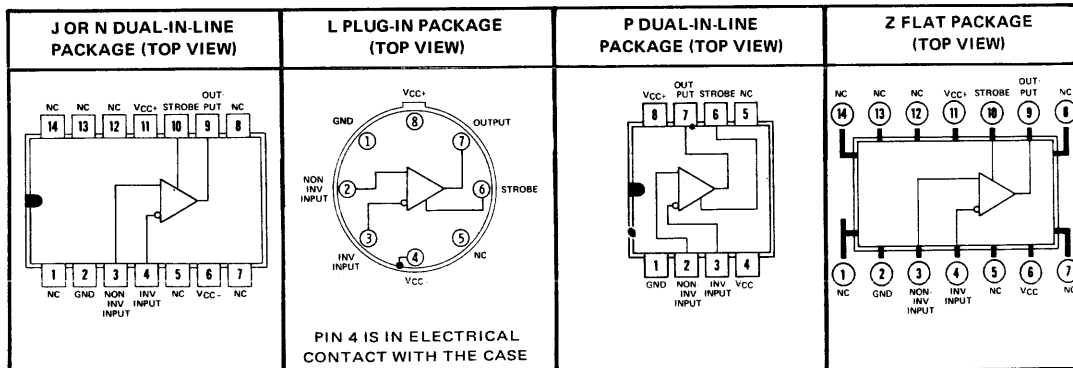 J OR N DUAL-IN-LINE
PACKAGE (TOP VIEW)
NC NC NC VCC+ STROBE OUT-
PUT NC
14 13 12 11 10 9 8
1 2 3 4 5 6 7
NC GND NON
INV
INPUT INV
INPUT NC VCC- NC
L PLUG-IN PACKAGE
(TOP VIEW)
VCC+
8
GND
1
OUTPUT
7
NON
INV
INPUT
2
6
STROBE
3
INV
INPUT
4
VCC-
5
NC
PIN 4 IS IN ELECTRICAL
CONTACT WITH THE CASE
P DUAL-IN-LINE
PACKAGE (TOP VIEW)
VCC+ OUT
PUT STROBE NC
8 7 6 5
1 2 3 4
GND NON-
INV
INPUT INV
INPUT VCC
Z FLAT PACKAGE
(TOP VIEW)
NC NC NC VCC+ STROBE OUT-
PUT NC
14 13 12 11 10 9 8
1 2 3 4 5 6 7
NC GND NON-
INV
INPUT INV
INPUT NC VCC NC